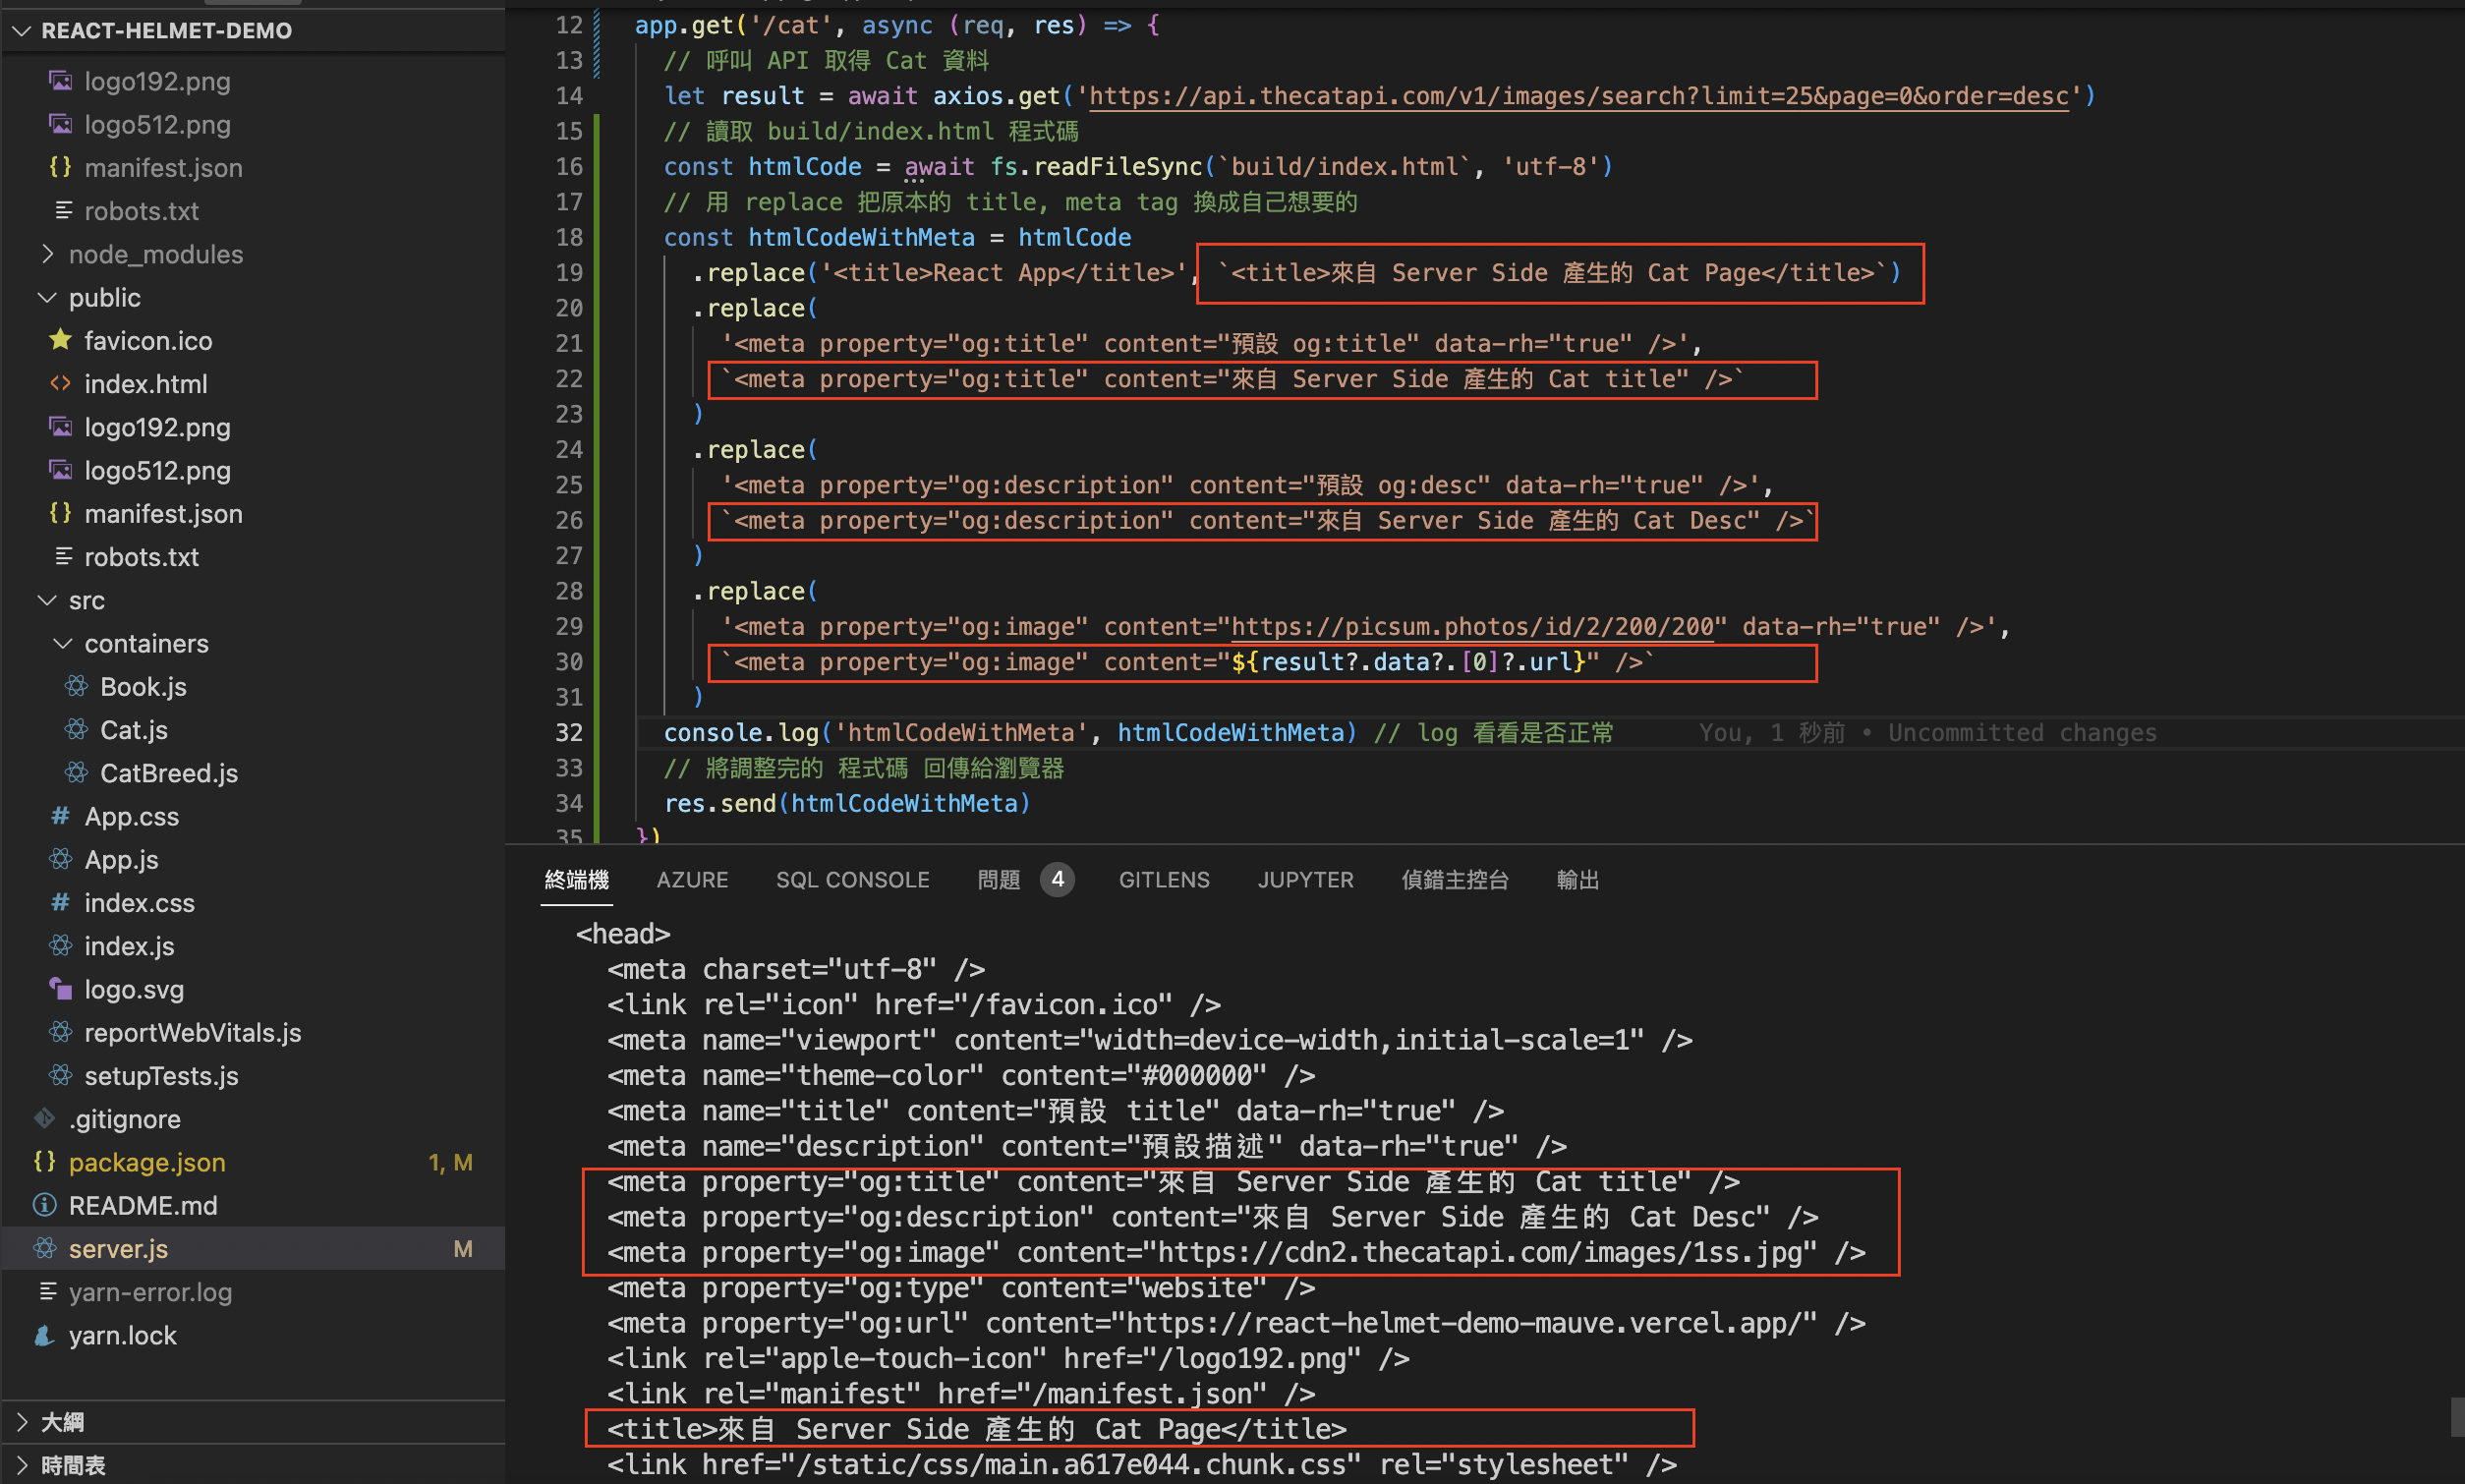 REACT-HELMET-DEMO
logo192.png
logo512.png
manifest.json
robots.txt
node_modules
public
favicon.ico
index.html
logo192.png
logo512.png
manifest.json
robots.txt
src
containers
Book.js
Cat.js
CatBreed.js
App.css
App.js
index.css
index.js
logo.svg
reportWebVitals.js
setupTests.js
.gitignore
package.json 1, M
README.md
server.js M
yarn-error.log
yarn.lock
大綱
時間表
12 app.get('/cat', async (req, res) => {
13 // 呼叫 API 取得 Cat 資料
14 let result = await axios.get('https://api.thecatapi.com/v1/images/search?limit=25&page=0&order=desc')
15 // 讀取 build/index.html 程式碼
16 const htmlCode = await fs.readFileSync(`build/index.html`, 'utf-8')
17 // 用 replace 把原本的 title, meta tag 換成自己想要的
18 const htmlCodeWithMeta = htmlCode
19 .replace('<title>React App</title>', `<title>來自 Server Side 產生的 Cat Page</title>`)
20 .replace(
21 '<meta property="og:title" content="預設 og:title" data-rh="true" />',
22 `<meta property="og:title" content="來自 Server Side 產生的 Cat title" />`
23 )
24 .replace(
25 '<meta property="og:description" content="預設 og:desc" data-rh="true" />',
26 `<meta property="og:description" content="來自 Server Side 產生的 Cat Desc" />`
27 )
28 .replace(
29 '<meta property="og:image" content="https://picsum.photos/id/2/200/200" data-rh="true" />',
30 `<meta property="og:image" content="${result?.data?.[0]?.url}" />`
31 )
32 console.log('htmlCodeWithMeta', htmlCodeWithMeta) // log 看看是否正常 You, 1 秒前 • Uncommitted changes
33 // 將調整完的 程式碼 回傳給瀏覽器
34 res.send(htmlCodeWithMeta)
35 })
終端機 AZURE SQL CONSOLE 問題 4 GITLENS JUPYTER 偵錯主控台 輸出
<head>
<meta charset="utf-8" />
<link rel="icon" href="/favicon.ico" />
<meta name="viewport" content="width=device-width,initial-scale=1" />
<meta name="theme-color" content="#000000" />
<meta name="title" content="預設 title" data-rh="true" />
<meta name="description" content="預設描述" data-rh="true" />
<meta property="og:title" content="來自 Server Side 產生的 Cat title" />
<meta property="og:description" content="來自 Server Side 產生的 Cat Desc" />
<meta property="og:image" content="https://cdn2.thecatapi.com/images/1ss.jpg" />
<meta property="og:type" content="website" />
<meta property="og:url" content="https://react-helmet-demo-mauve.vercel.app/" />
<link rel="apple-touch-icon" href="/logo192.png" />
<link rel="manifest" href="/manifest.json" />
<title>來自 Server Side 產生的 Cat Page</title>
<link href="/static/css/main.a617e044.chunk.css" rel="stylesheet" />